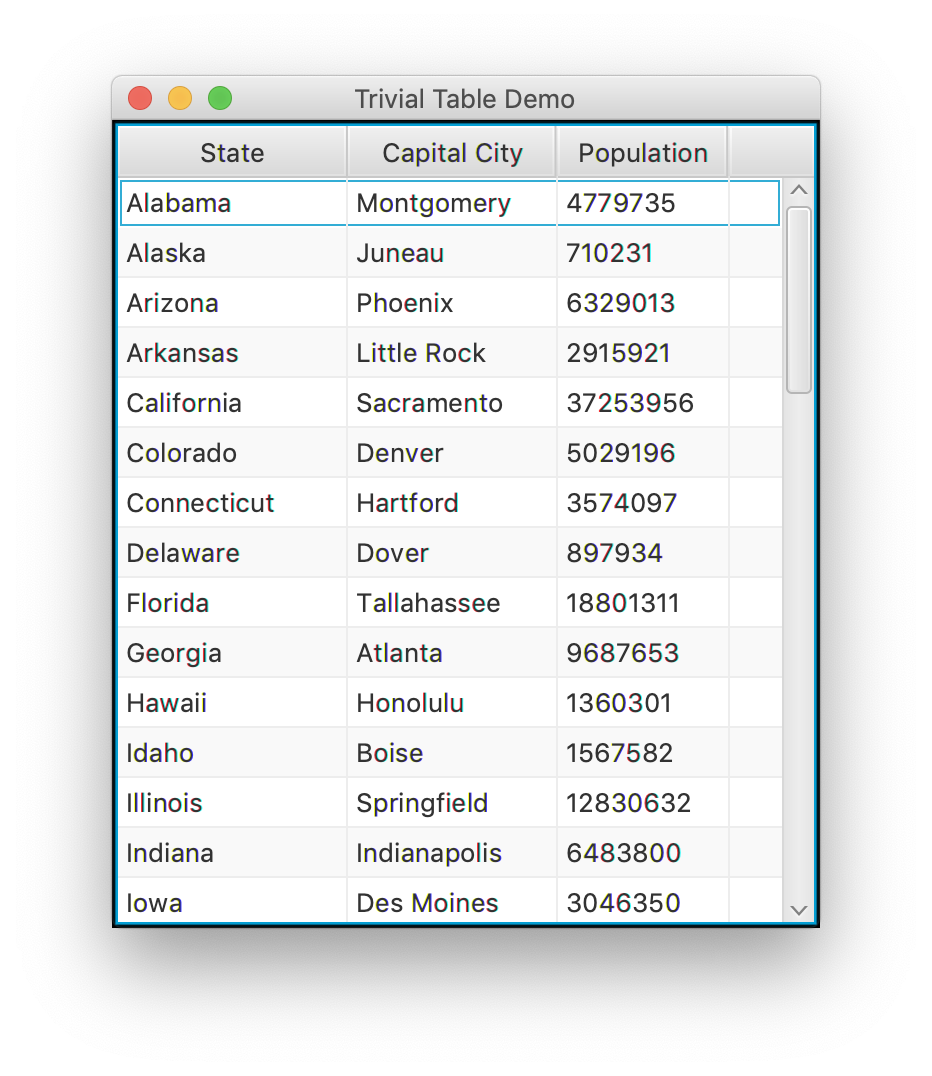 Trivial Table Demo
State Capital City Population
Alabama Montgomery 4779735
Alaska Juneau 710231
Arizona Phoenix 6329013
Arkansas Little Rock 2915921
California Sacramento 37253956
Colorado Denver 5029196
Connecticut Hartford 3574097
Delaware Dover 897934
Florida Tallahassee 18801311
Georgia Atlanta 9687653
Hawaii Honolulu 1360301
Idaho Boise 1567582
Illinois Springfield 12830632
Indiana Indianapolis 6483800
Iowa Des Moines 3046350